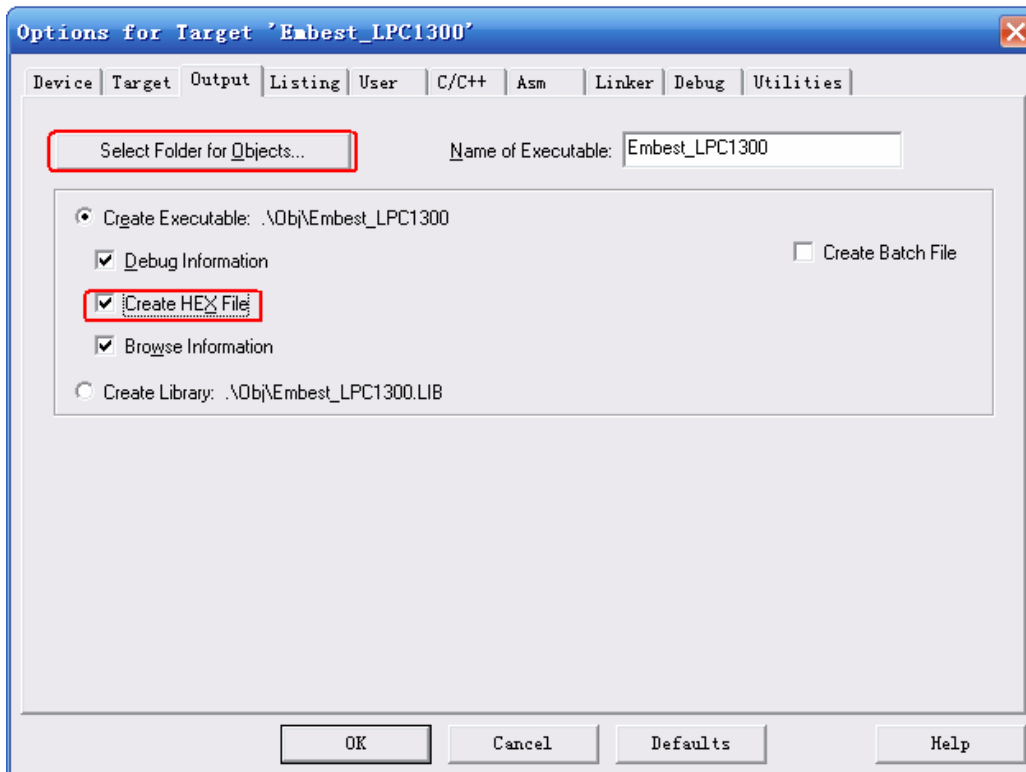 Options for Target 'Embest_LPC1300'
Device Target Output Listing User C/C++ Asm Linker Debug Utilities
Select Folder for Objects... Name of Executable: Embest_LPC1300
Create Executable: .\Obj\Embest_LPC1300
Debug Information Create Batch File
Create HEX File
Browse Information
Create Library: .\Obj\Embest_LPC1300.LIB
OK Cancel Defaults Help